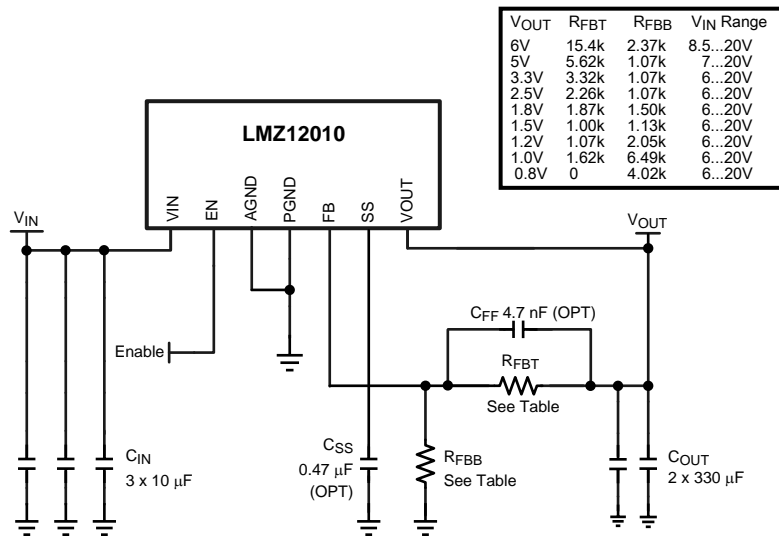 VOUT RFBT RFBB VIN Range
6V 15.4k 2.37k 8.5...20V
5V 5.62k 1.07k 7...20V
3.3V 3.32k 1.07k 6...20V
2.5V 2.26k 1.07k 6...20V
1.8V 1.87k 1.50k 6...20V
1.5V 1.00k 1.13k 6...20V
1.2V 1.07k 2.05k 6...20V
1.0V 1.62k 6.49k 6...20V
0.8V 0 4.02k 6...20V
LMZ12010
VIN
EN
AGND
PGND
FB
SS
VOUT
VIN
VOUT
Enable
CFF 4.7 nF (OPT)
RFBT
See Table
CIN
3 x 10 μF
CSS
0.47 μF
(OPT)
RFBB
See Table
COUT
2 x 330 μF